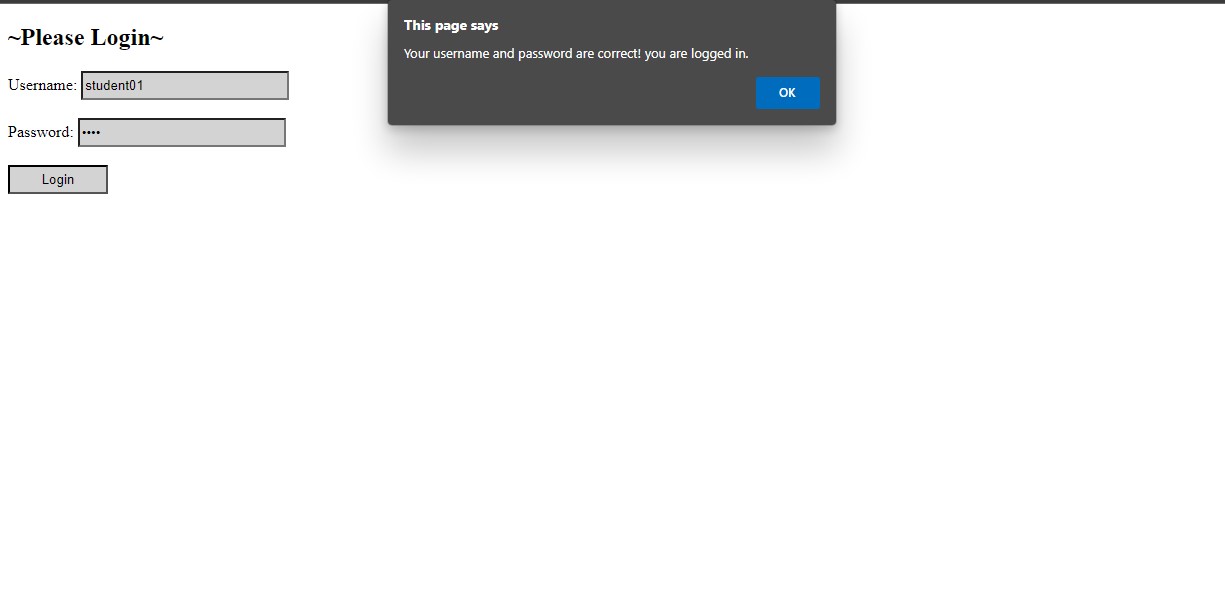 ~Please Login~
This page says
Your username and password are correct! you are logged in.
OK
Username: student01
Password: ••••
Login